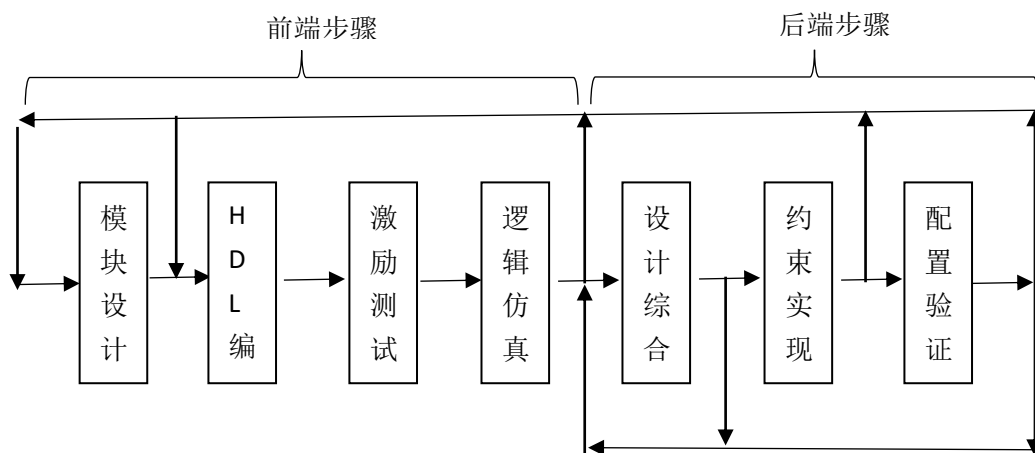 前端步骤
后端步骤
模块设计
HDL编
激励测试
逻辑仿真
设计综合
约束实现
配置验证